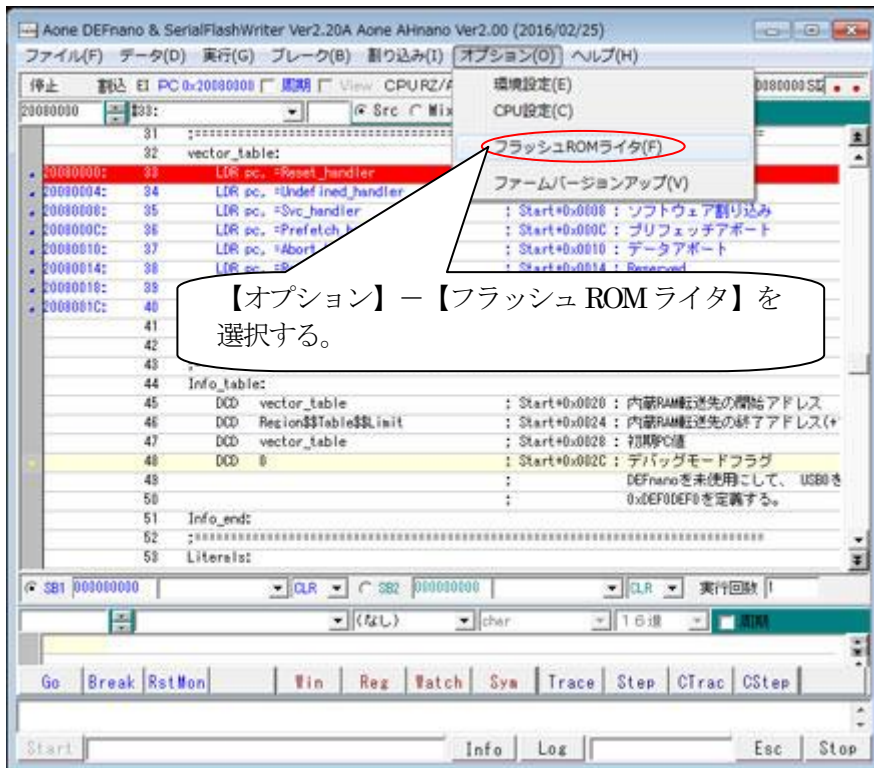 Aone DEFnano & SerialFlashWriter Ver2.20A Aone AHnano Ver2.00 (2016/02/25)
ファイル(F) データ(D) 実行(G) ブレーク(B) 割り込み(I) オプション(O) ヘルプ(H)
停止 割込 EI PC 0x20080000 周期 View CPURZ/A
環境設定(E)
CPU設定(C)
フラッシュROMライタ(F)
ファームバージョンアップ(V)
20080000 Src Mix
31
32 vector_table:
20080000: 33 LDR pc, =Reset_handler
20080004: 34 LDR pc, =Undefined_handler
20080008: 35 LDR pc, =Svc_handler ; Start+0x0008 : ソフトウェア割り込み
2008000C: 36 LDR pc, =Prefetch ; Start+0x000C : プリフェッチアボート
20080010: 37 LDR pc, =Abort ; Start+0x0010 : データアボート
20080014: 38 LDR pc, ; Start+0x0014 : Reserved
20080018: 39
2008001C: 40
【オプション】－【フラッシュ ROM ライタ】を
選択する。
41
42
43
44 Info_table:
45 DCD vector_table ; Start+0x0020 : 内蔵RAM転送先の開始アドレス
46 DCD Region$$Table$$Limit ; Start+0x0024 : 内蔵RAM転送先の終了アドレス(+
47 DCD vector_table ; Start+0x0028 : 初期PC値
48 DCD 0 ; Start+0x002C : デバッグモードフラグ
49 ; DEFnanoを未使用にして、 USB0を
50 ; 0xDEF0DEF0を定義する。
51 Info_end:
52
53 Literals:
SB1 000000000 CLR SB2 000000000 CLR 実行回数 1
(なし) char 16進 周期
Go Break RstMon Win Reg Watch Sym Trace Step CTrac CStep
Start Info Log Esc Stop